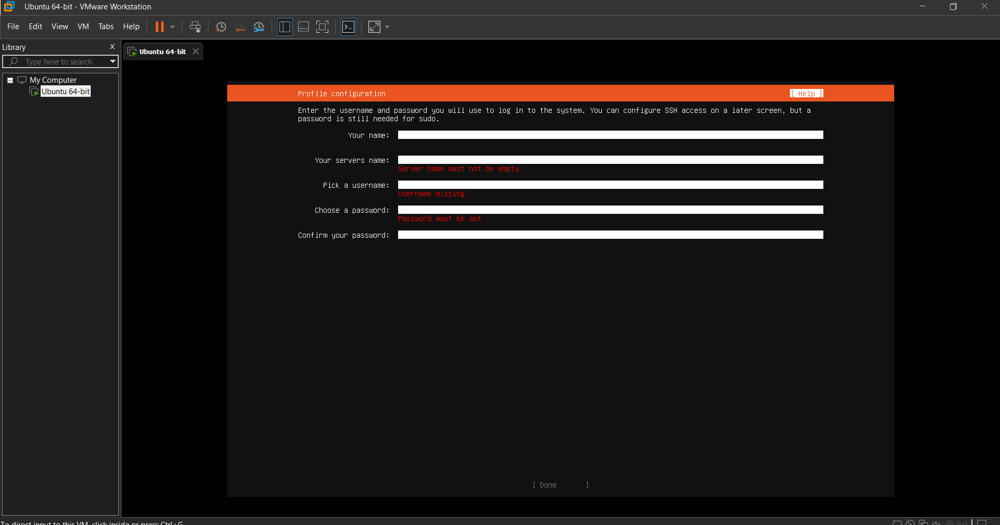 Ubuntu 64-bit - VMware Workstation
File Edit View VM Tabs Help
Library
Type here to search
My Computer
Ubuntu 64-bit
Ubuntu 64-bit
Profile configuration
[ Help ]
Enter the username and password you will use to log in to the system. You can configure SSH access on a later screen, but a
password is still needed for sudo.
Your name:
Your servers name:
Server name must not be empty
Pick a username:
Username missing
Choose a password:
Password must be set
Confirm your password:
[ Done ]
To direct input to this VM, click inside or press Ctrl+G.